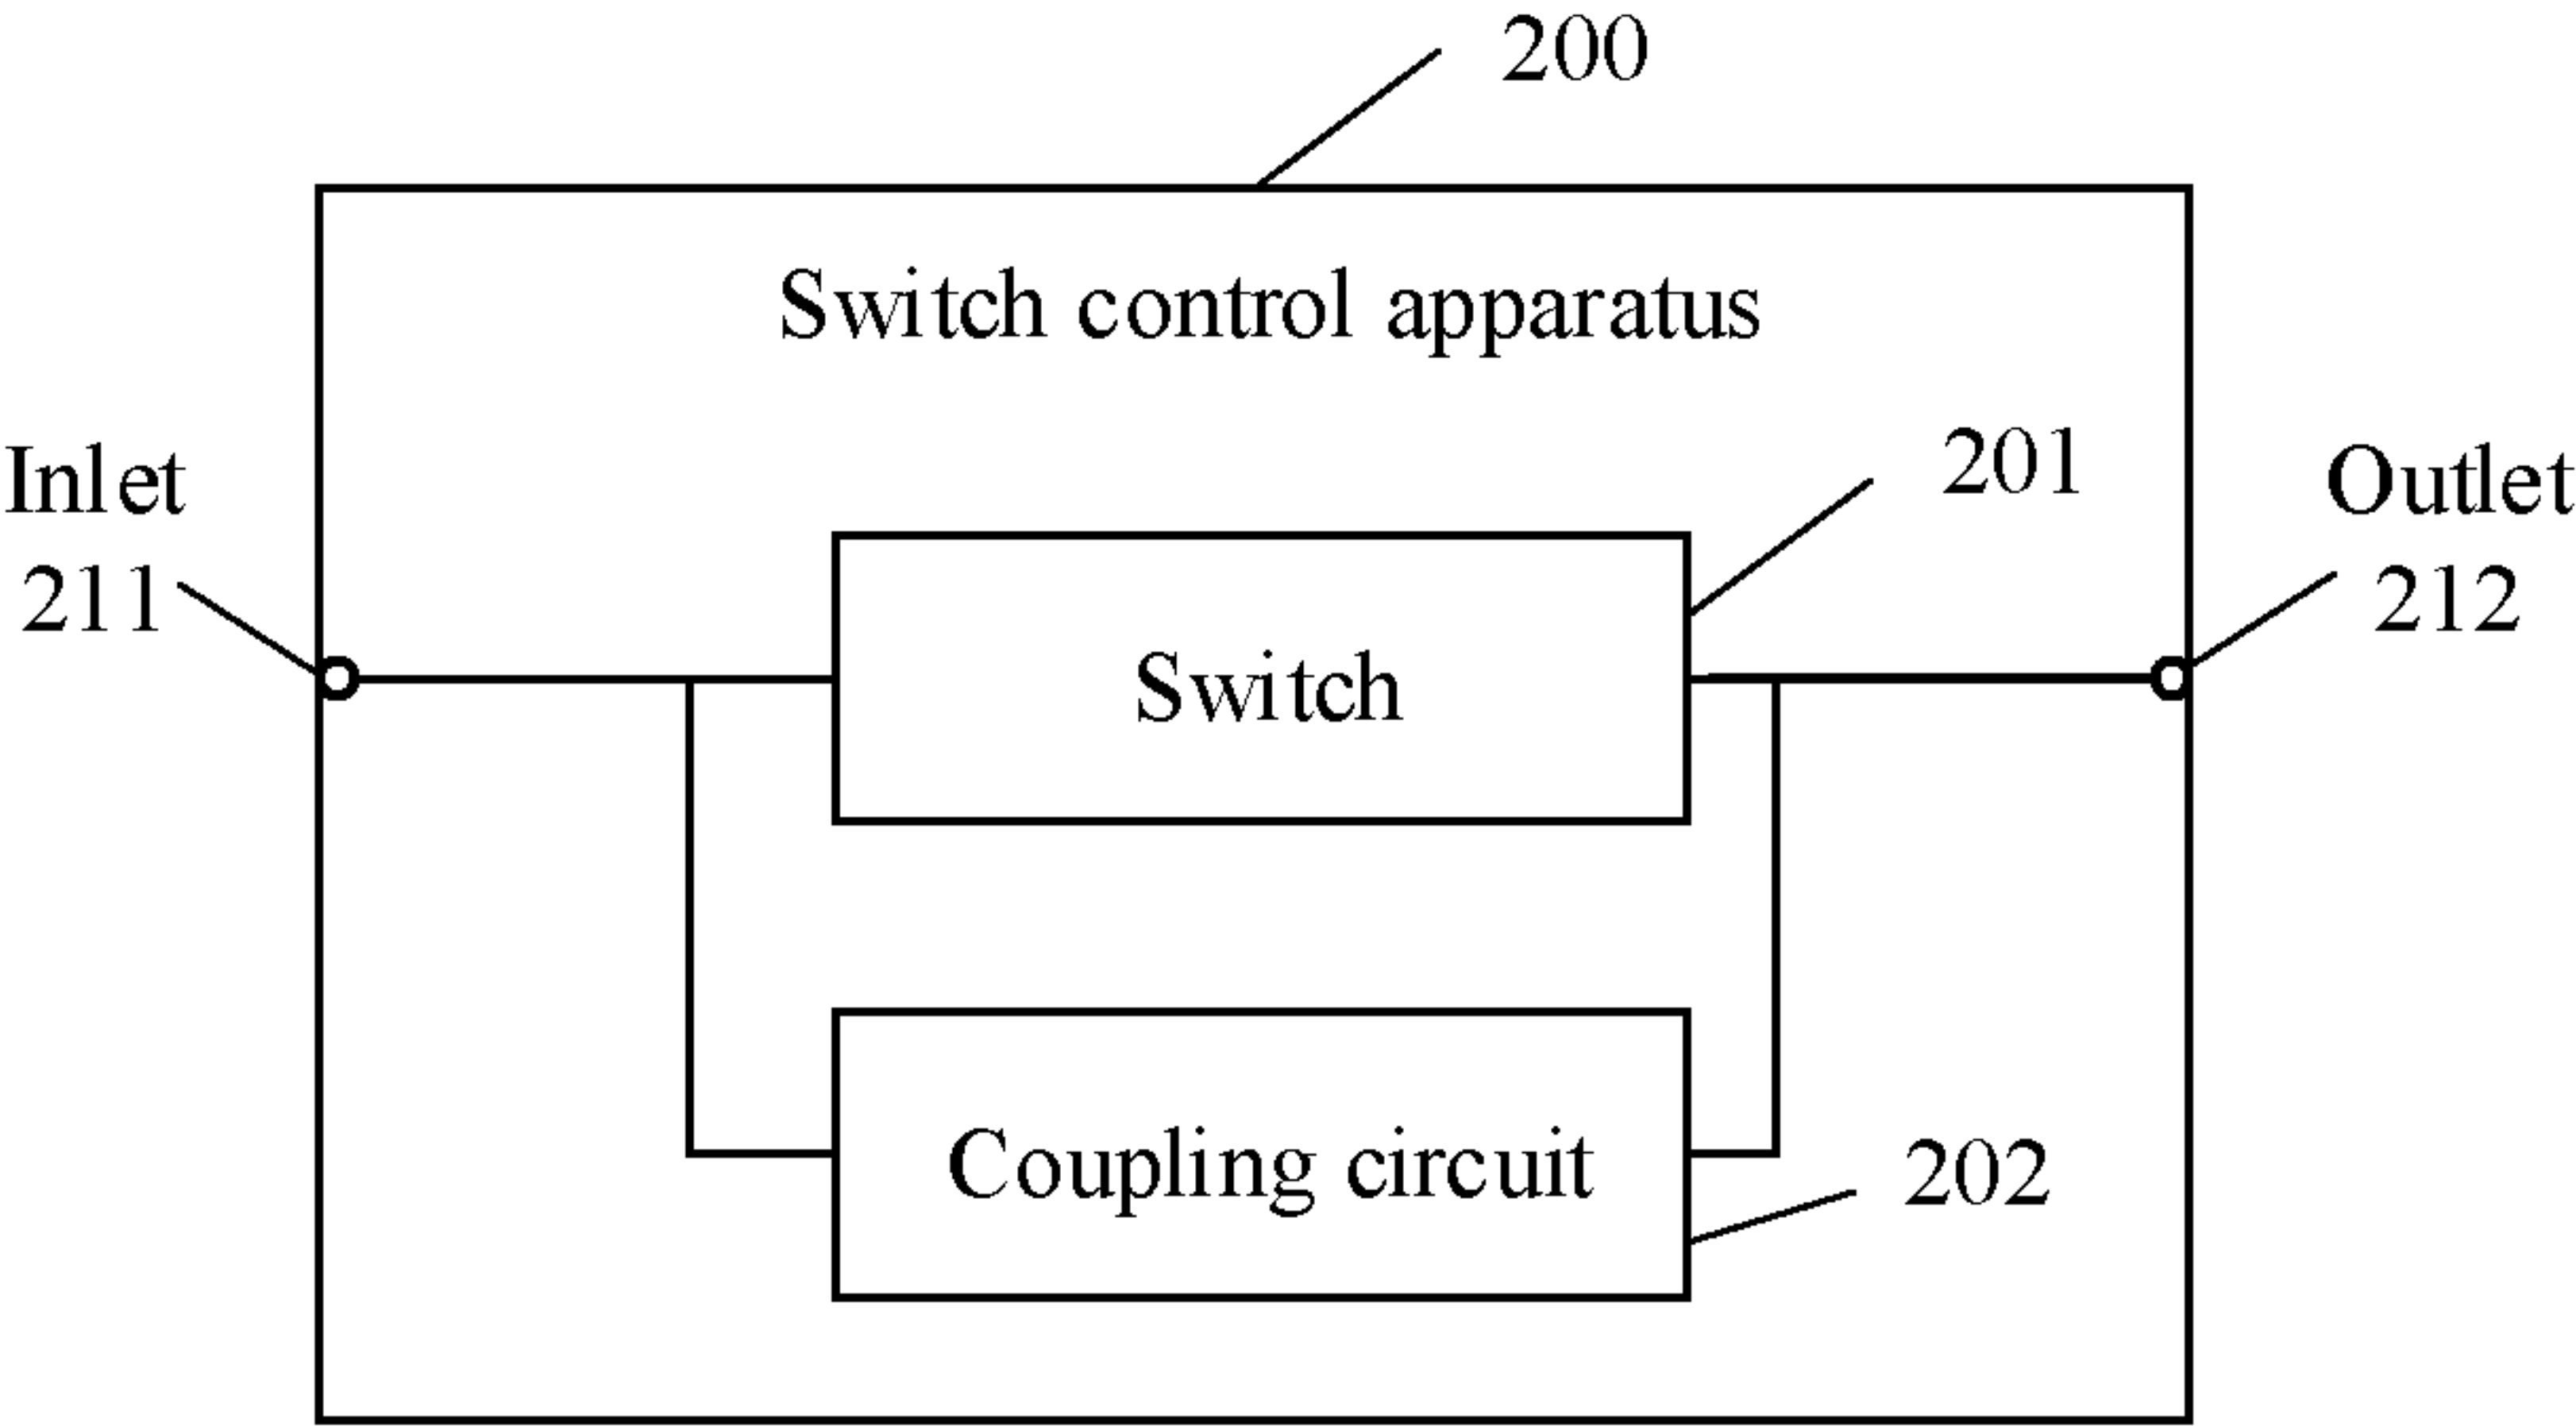 200
Switch control apparatus
Inlet
211
201
Outlet
212
Switch
Coupling circuit
202